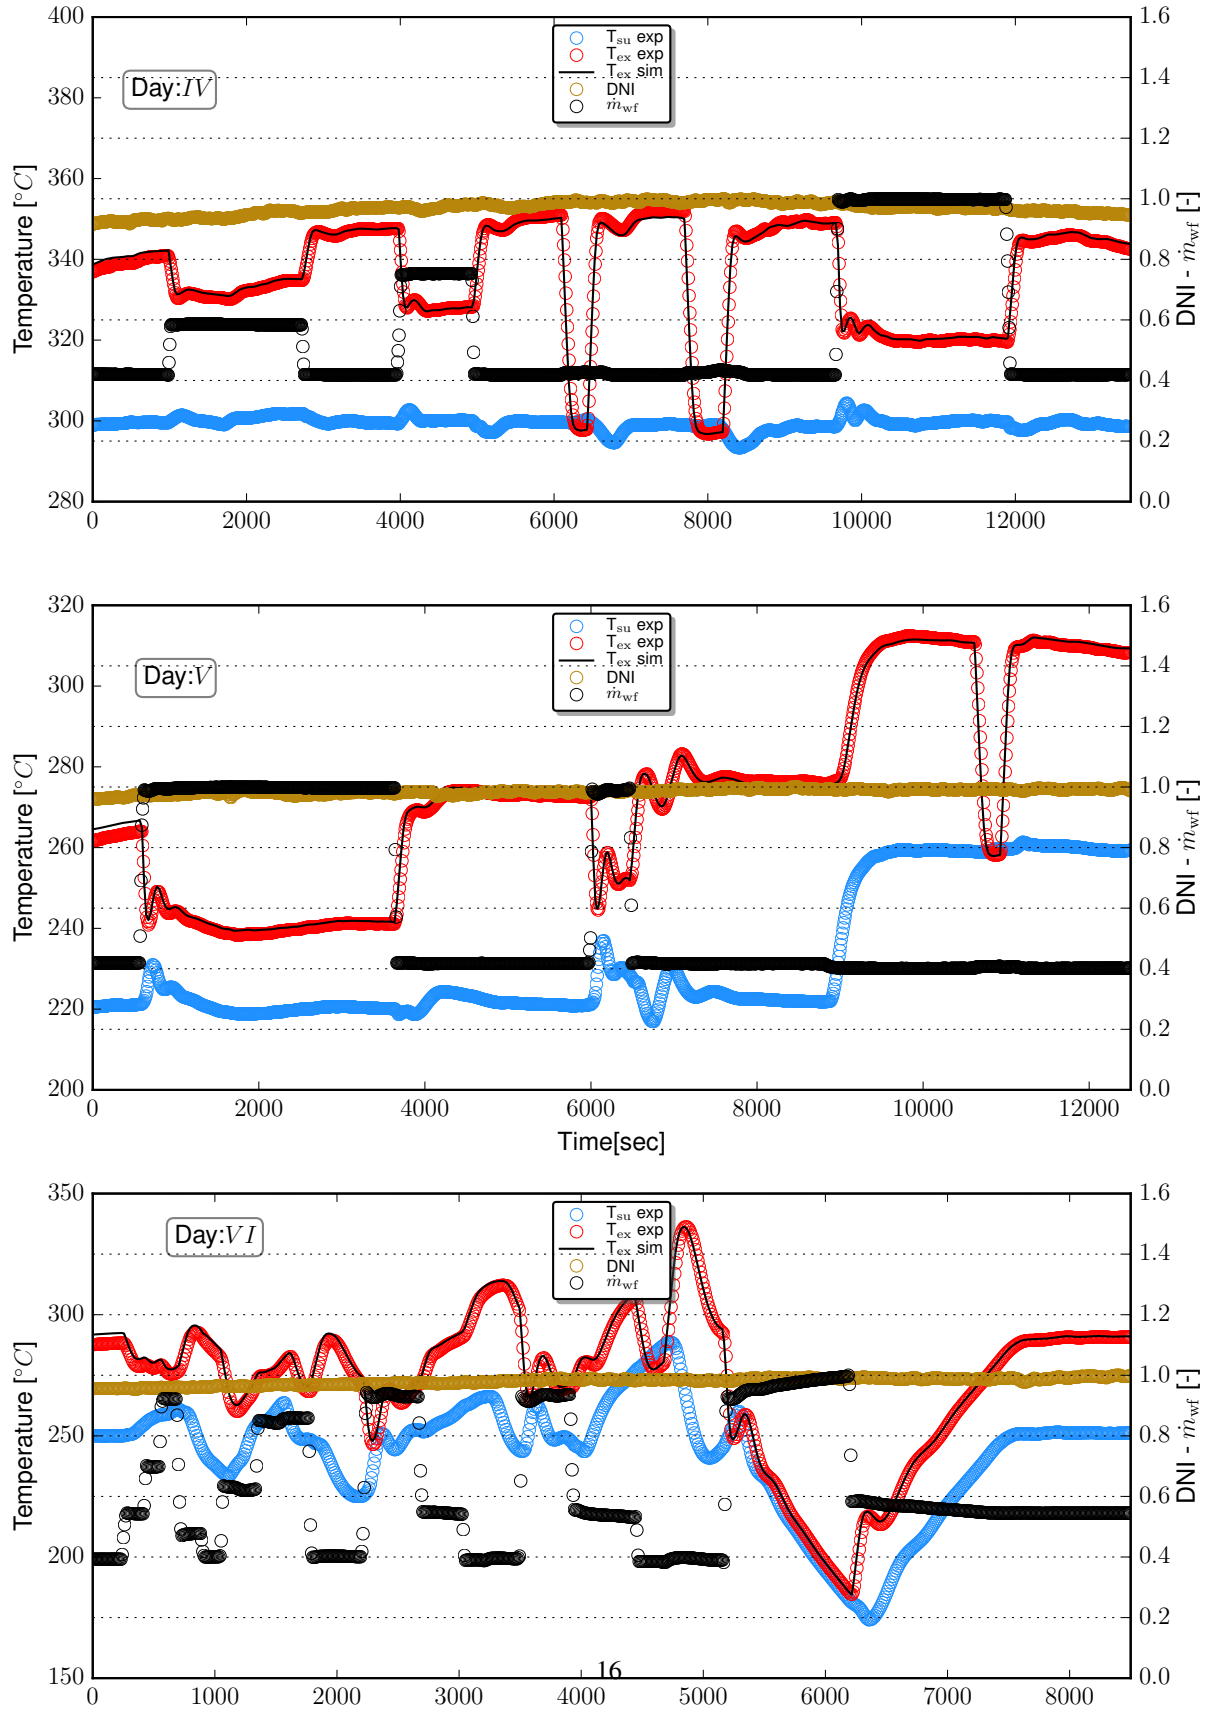 400
380
360
340
320
300
280
Temperature [°C]
Day:IV
T_su exp
T_ex exp
T_ex sim
DNI
ṁ_wf
1.6
1.4
1.2
1.0
0.8
0.6
0.4
0.2
0.0
DNI - ṁ_wf [-]
0 2000 4000 6000 8000 10000 12000
320
300
280
260
240
220
200
Temperature [°C]
Day:V
T_su exp
T_ex exp
T_ex sim
DNI
ṁ_wf
1.6
1.4
1.2
1.0
0.8
0.6
0.4
0.2
0.0
DNI - ṁ_wf [-]
0 2000 4000 6000 8000 10000 12000
Time[sec]
350
300
250
200
150
Temperature [°C]
Day:VI
T_su exp
T_ex exp
T_ex sim
DNI
ṁ_wf
1.6
1.4
1.2
1.0
0.8
0.6
0.4
0.2
0.0
DNI - ṁ_wf [-]
16
0 1000 2000 3000 4000 5000 6000 7000 8000